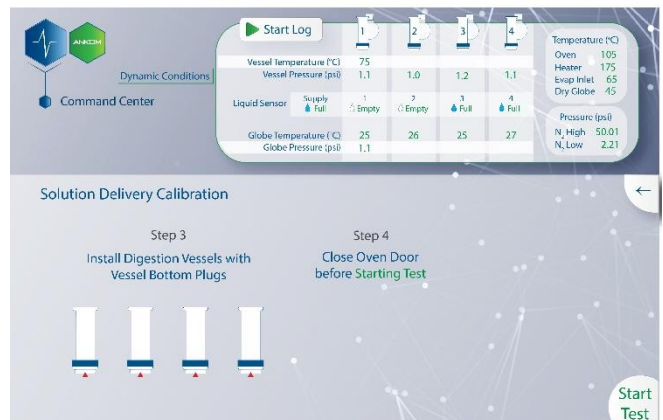 ANKOM
Command Center
Dynamic Conditions
Start Log
1 2 3 4
Vessel Temperature (°C) 75
Vessel Pressure (psi) 1.1 1.0 1.2 1.1
Liquid Sensor
Supply 1 2 3 4
Full Empty Empty Full Full
Globe Temperature (°C) 25 26 25 27
Globe Pressure (psi) 1.1
Temperature (°C)
Oven 105
Heater 175
Evap Inlet 65
Dry Globe 45
Pressure (psi)
N₂ High 50.01
N₂ Low 2.21
Solution Delivery Calibration
←
Step 3
Install Digestion Vessels with
Vessel Bottom Plugs
Step 4
Close Oven Door
before Starting Test
Start
Test